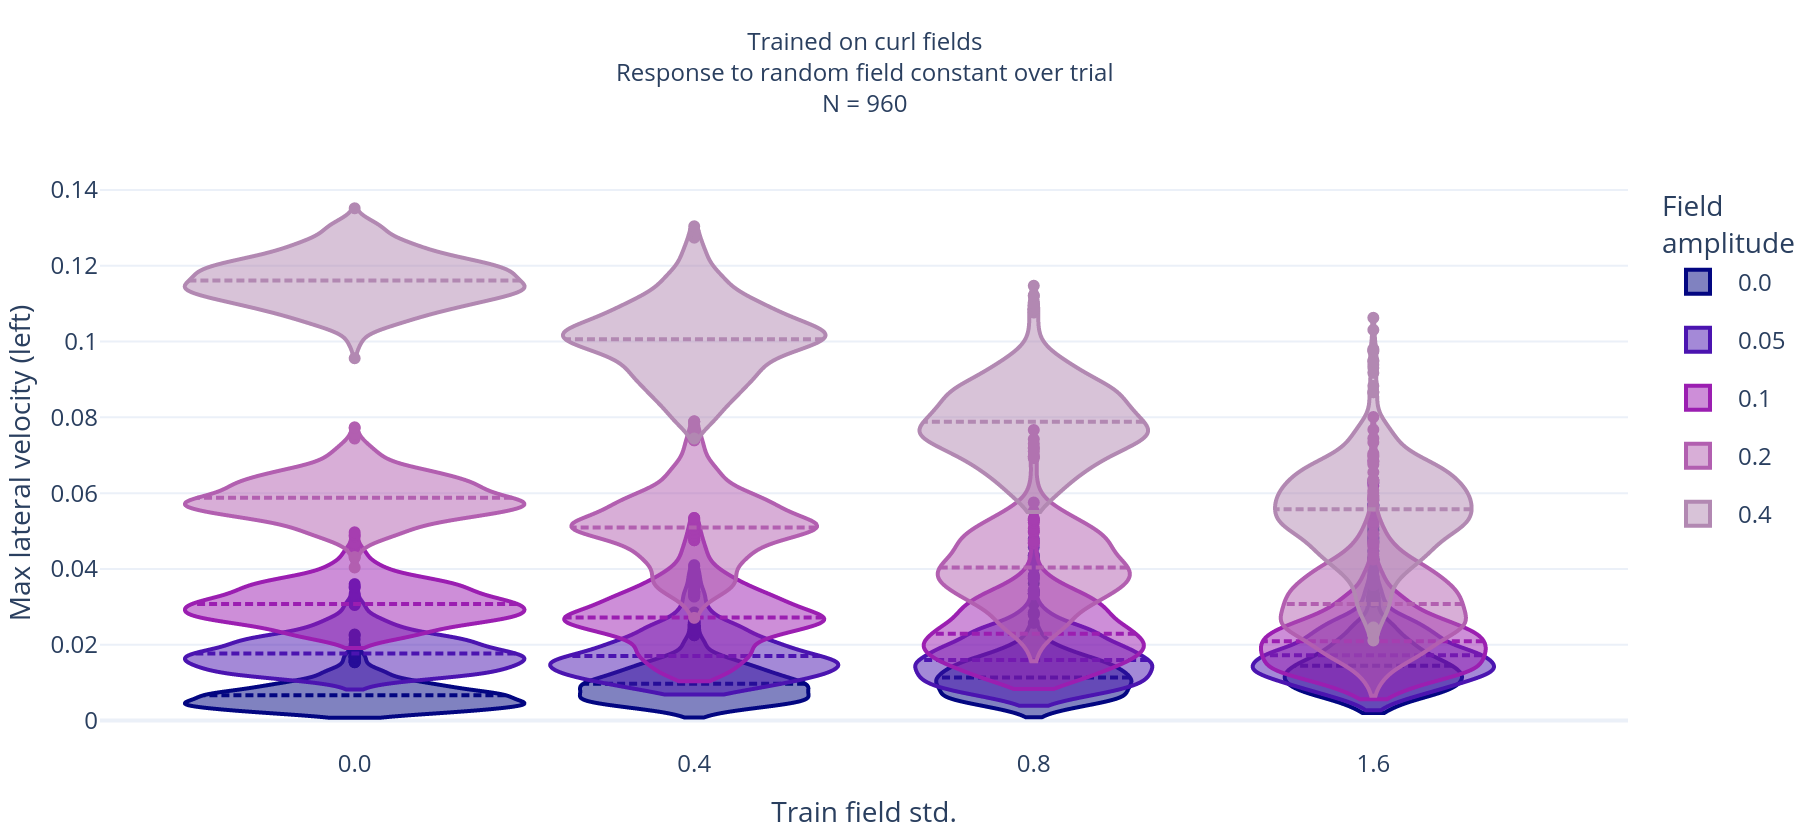 Trained on curl fields
Response to random field constant over trial
N = 960
Max lateral velocity (left)
0.14
0.12
0.1
0.08
0.06
0.04
0.02
0
0.0
0.4
0.8
1.6
Train field std.
Field
amplitude
0.0
0.05
0.1
0.2
0.4